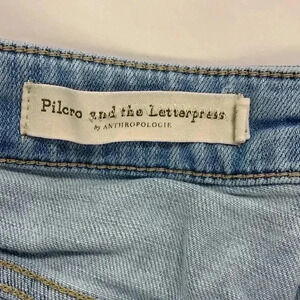 Pilcro and the Letterpress
by ANTHROPOLOGIE